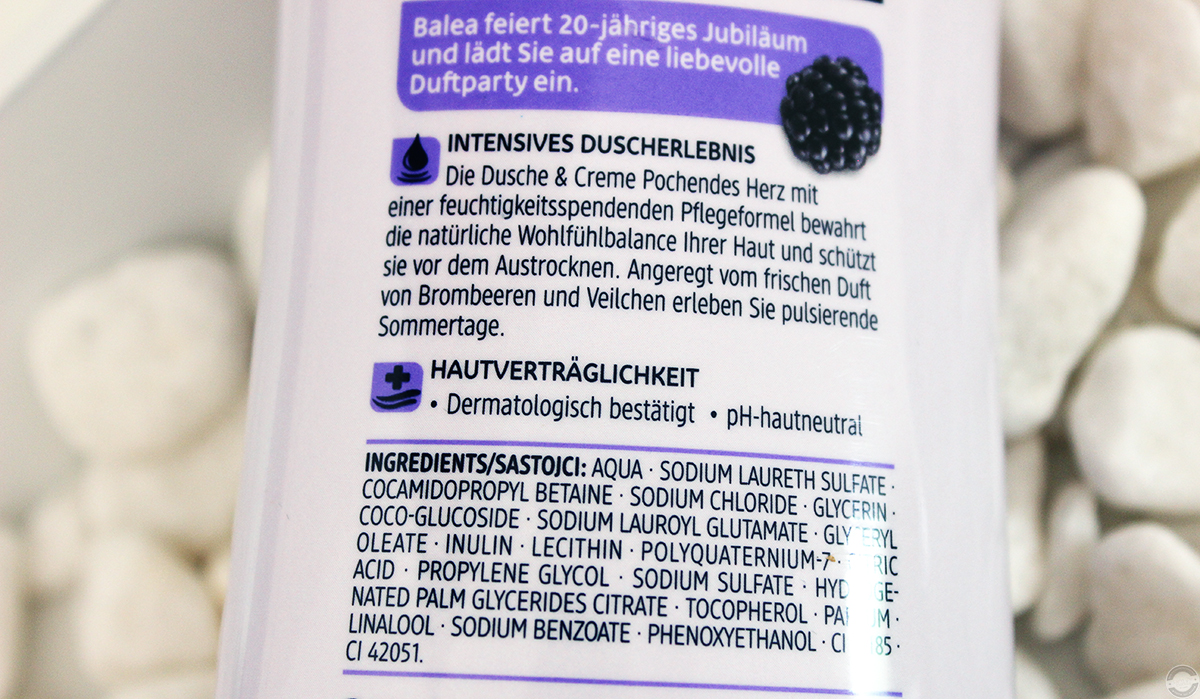 Balea feiert 20-jähriges Jubiläum
und lädt Sie auf eine liebevolle
Duftparty ein.
INTENSIVES DUSCHERLEBNIS
Die Dusche & Creme Pochendes Herz mit
einer feuchtigkeitsspendenden Pflegeformel bewahrt
die natürliche Wohlfühlbalance Ihrer Haut und schützt
sie vor dem Austrocknen. Angeregt vom frischen Duft
von Brombeeren und Veilchen erleben Sie pulsierende
Sommertage.
HAUTVERTRÄGLICHKEIT
• Dermatologisch bestätigt • pH-hautneutral
INGREDIENTS/SASTOJCI: AQUA · SODIUM LAURETH SULFATE ·
COCAMIDOPROPYL BETAINE · SODIUM CHLORIDE · GLYCERIN ·
COCO-GLUCOSIDE · SODIUM LAUROYL GLUTAMATE · GLYCERYL
OLEATE · INULIN · LECITHIN · POLYQUATERNIUM-7 ·
ACID · PROPYLENE GLYCOL · SODIUM SULFATE · HYDROGE-
NATED PALM GLYCERIDES CITRATE · TOCOPHEROL · PARFUM ·
LINALOOL · SODIUM BENZOATE · PHENOXYETHANOL · CI
CI 42051.